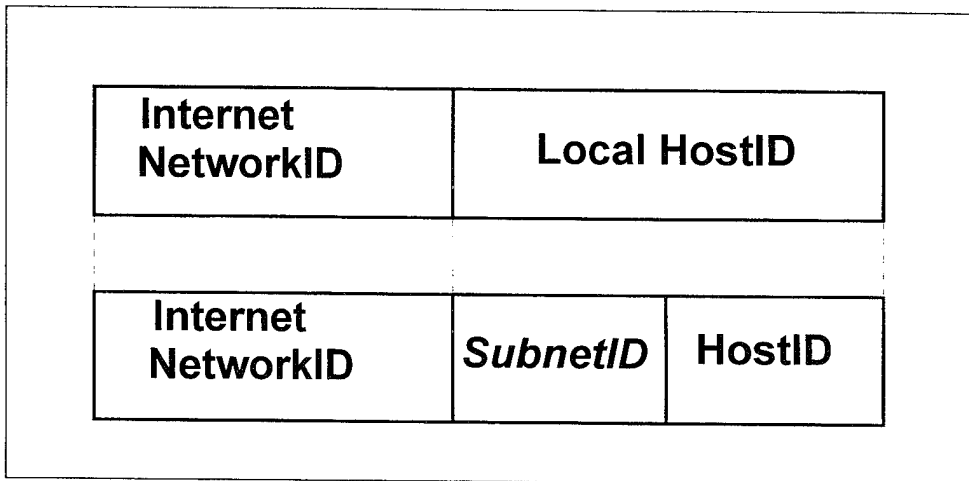 Internet
NetworkID
Local HostID
Internet
NetworkID
SubnetID
HostID